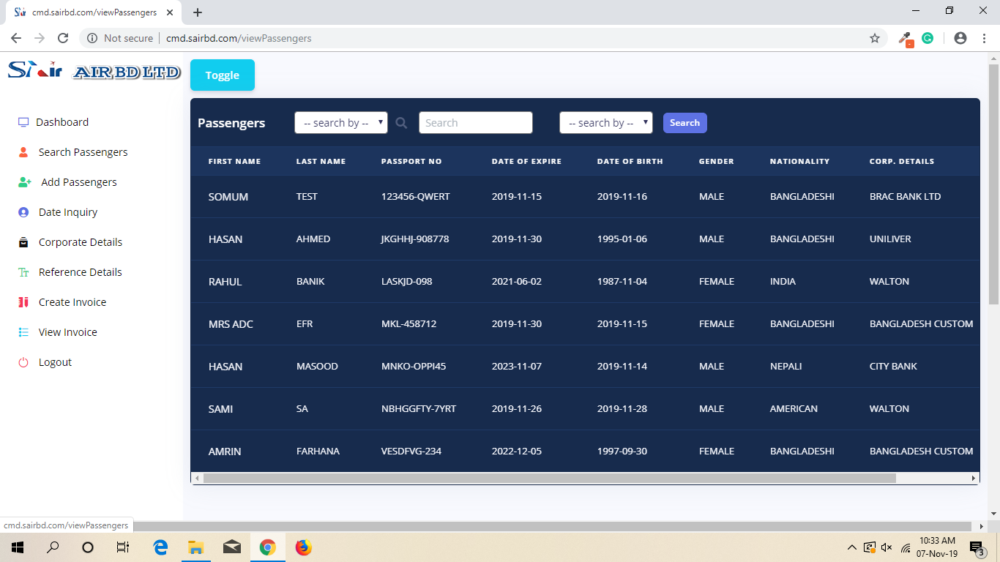 cmd.sairbd.com/viewPassengers
Not secure cmd.sairbd.com/viewPassengers
AIR BD LTD
Toggle
Dashboard
Search Passengers
Add Passengers
Date Inquiry
Corporate Details
Reference Details
Create Invoice
View Invoice
Logout
Passengers -- search by -- Search -- search by -- Search
FIRST NAME LAST NAME PASSPORT NO DATE OF EXPIRE DATE OF BIRTH GENDER NATIONALITY CORP. DETAILS
SOMUM TEST 123456-QWERT 2019-11-15 2019-11-16 MALE BANGLADESHI BRAC BANK LTD
HASAN AHMED JKGHHJ-908778 2019-11-30 1995-01-06 MALE BANGLADESHI UNILIVER
RAHUL BANIK LASKJD-098 2021-06-02 1987-11-04 FEMALE INDIA WALTON
MRS ADC EFR MKL-458712 2019-11-30 2019-11-15 FEMALE BANGLADESHI BANGLADESH CUSTOM
HASAN MASOOD MNKO-OPPI45 2023-11-07 2019-11-14 MALE NEPALI CITY BANK
SAMI SA NBHGGFTY-7YRT 2019-11-26 2019-11-28 MALE AMERICAN WALTON
AMRIN FARHANA VESDFVG-234 2022-12-05 1997-09-30 FEMALE BANGLADESHI BANGLADESH CUSTOM
cmd.sairbd.com/viewPassengers
10:33 AM
07-Nov-19
3